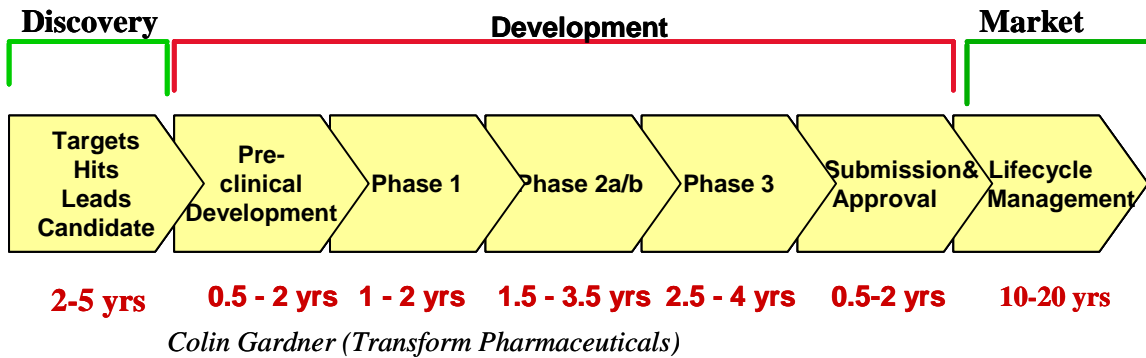 Discovery
Development
Market
Targets
Hits
Leads
Candidate
Pre-
clinical
Development
Phase 1
Phase 2a/b
Phase 3
Submission&
Approval
Lifecycle
Management
2-5 yrs
0.5 - 2 yrs
1 - 2 yrs
1.5 - 3.5 yrs
2.5 - 4 yrs
0.5-2 yrs
10-20 yrs
Colin Gardner (Transform Pharmaceuticals)